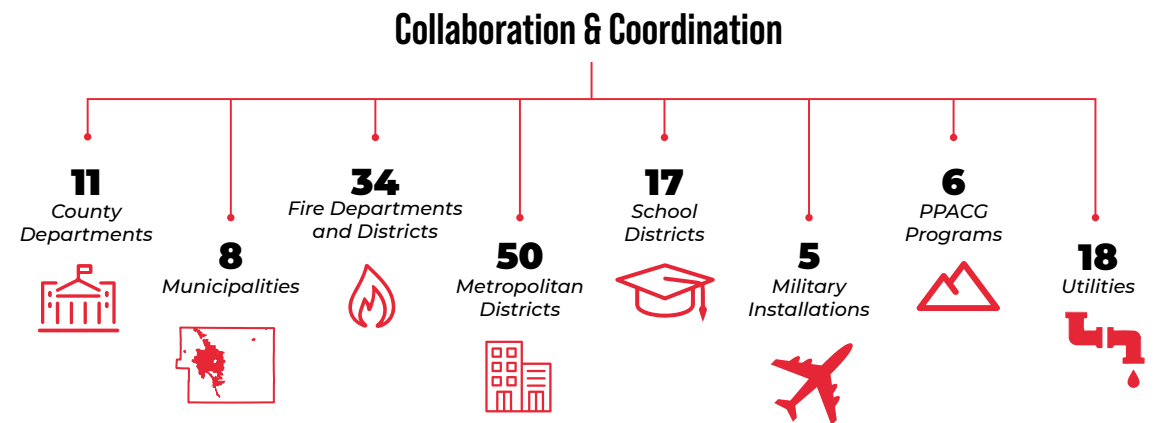 Collaboration & Coordination
11
County
Departments
8
Municipalities
34
Fire Departments
and Districts
50
Metropolitan
Districts
17
School
Districts
5
Military
Installations
6
PPACG
Programs
18
Utilities